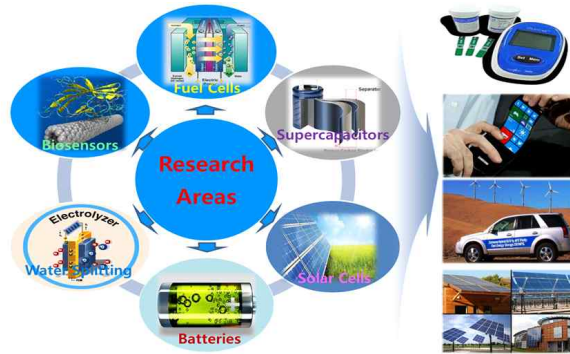 Fuel Cells
Biosensors
Separator
Supercapacitors
Research
Areas
Electrolyzer
Water Splitting
Solar Cells
Batteries